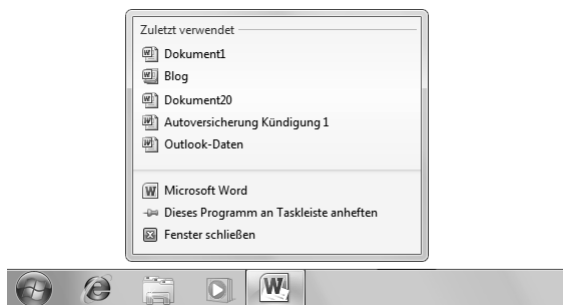 Zuletzt verwendet
Dokument1
Blog
Dokument20
Autoversicherung Kündigung 1
Outlook-Daten
Microsoft Word
Dieses Programm an Taskleiste anheften
Fenster schließen